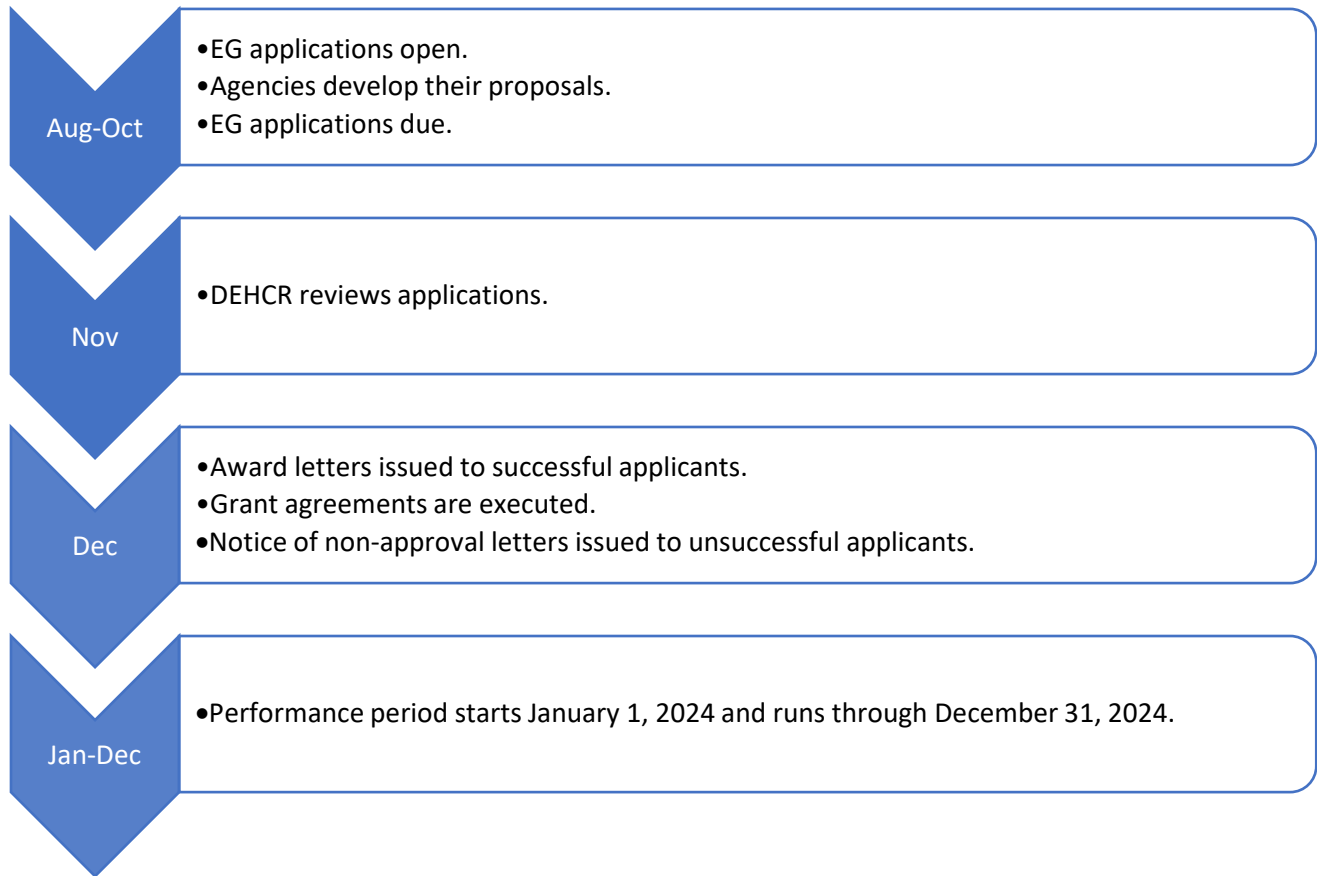 Aug-Oct
•EG applications open.
•Agencies develop their proposals.
•EG applications due.
Nov
•DEHCR reviews applications.
Dec
•Award letters issued to successful applicants.
•Grant agreements are executed.
•Notice of non-approval letters issued to unsuccessful applicants.
Jan-Dec
•Performance period starts January 1, 2024 and runs through December 31, 2024.